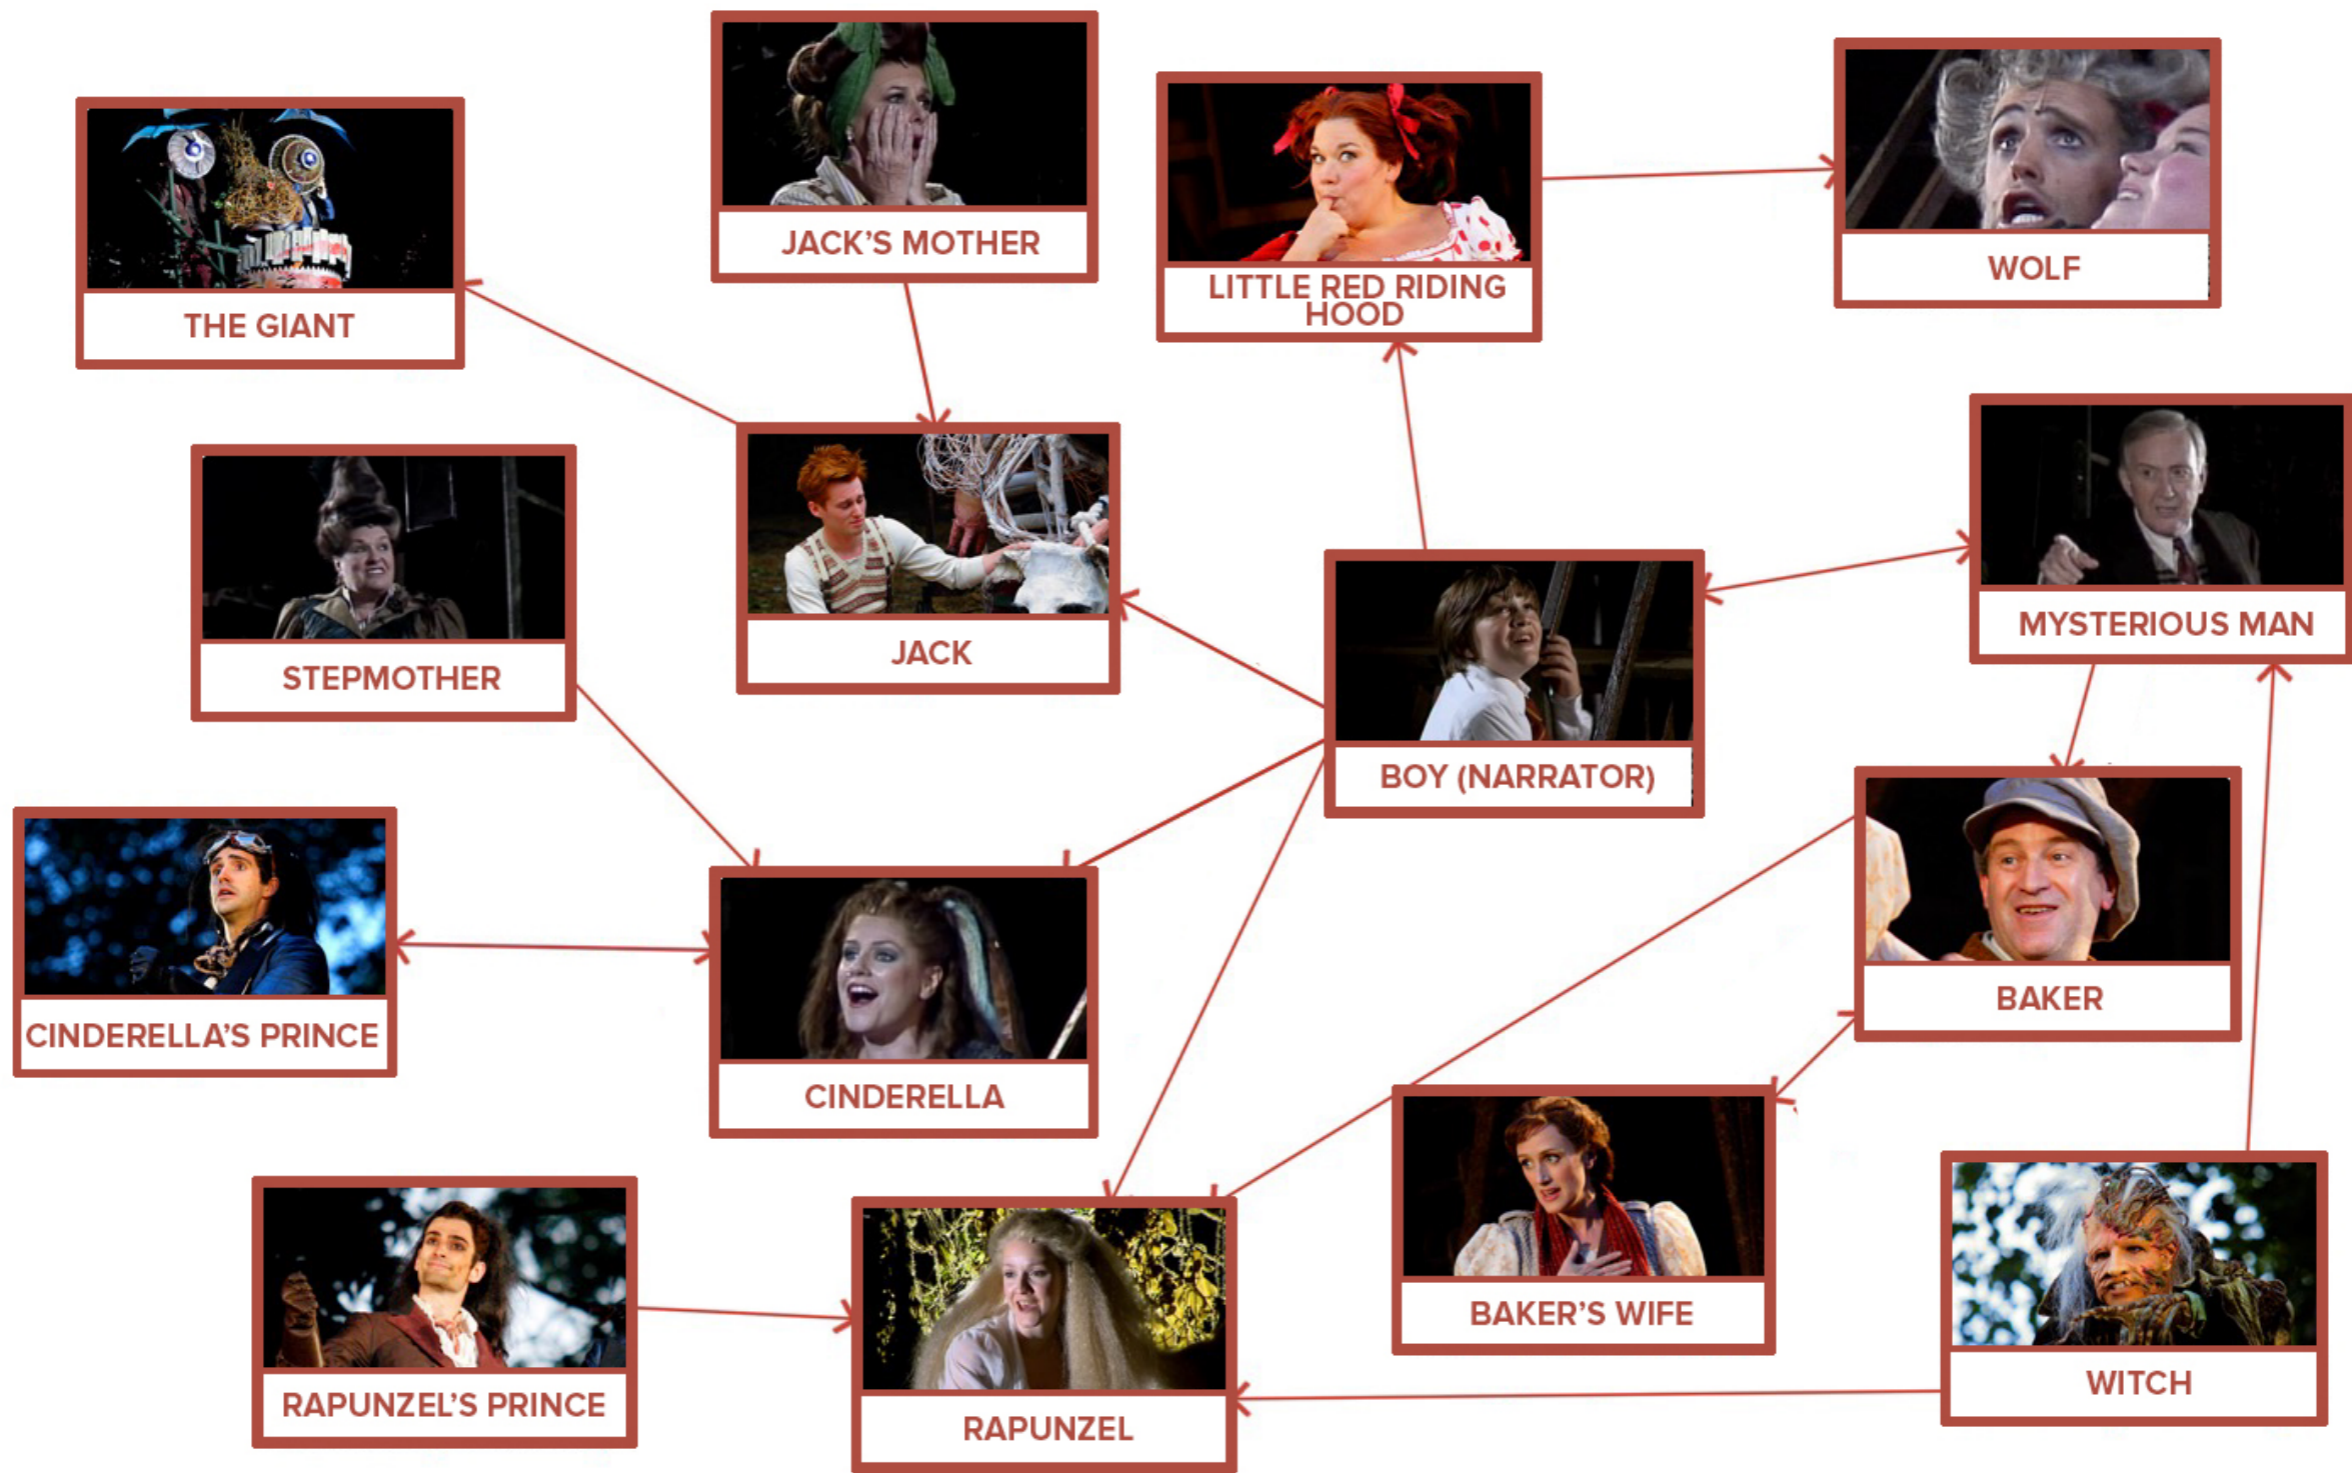 JACK’S MOTHER
WOLF
LITTLE RED RIDING
HOOD
THE GIANT
MYSTERIOUS MAN
JACK
STEPMOTHER
BOY (NARRATOR)
BAKER
CINDERELLA’S PRINCE
CINDERELLA
BAKER’S WIFE
WITCH
RAPUNZEL’S PRINCE
RAPUNZEL